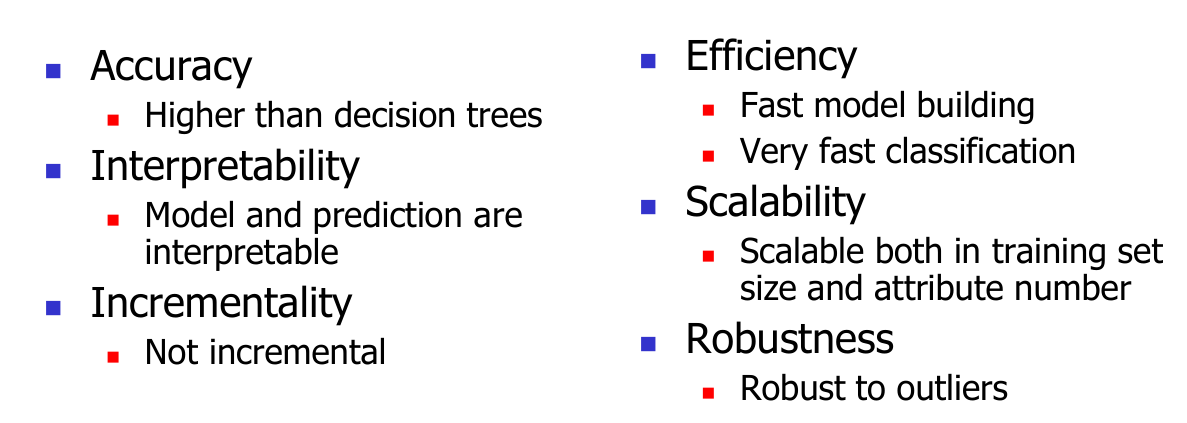 Accuracy
Higher than decision trees
Interpretability
Model and prediction are
interpretable
Incrementality
Not incremental
Efficiency
Fast model building
Very fast classification
Scalability
Scalable both in training set
size and attribute number
Robustness
Robust to outliers